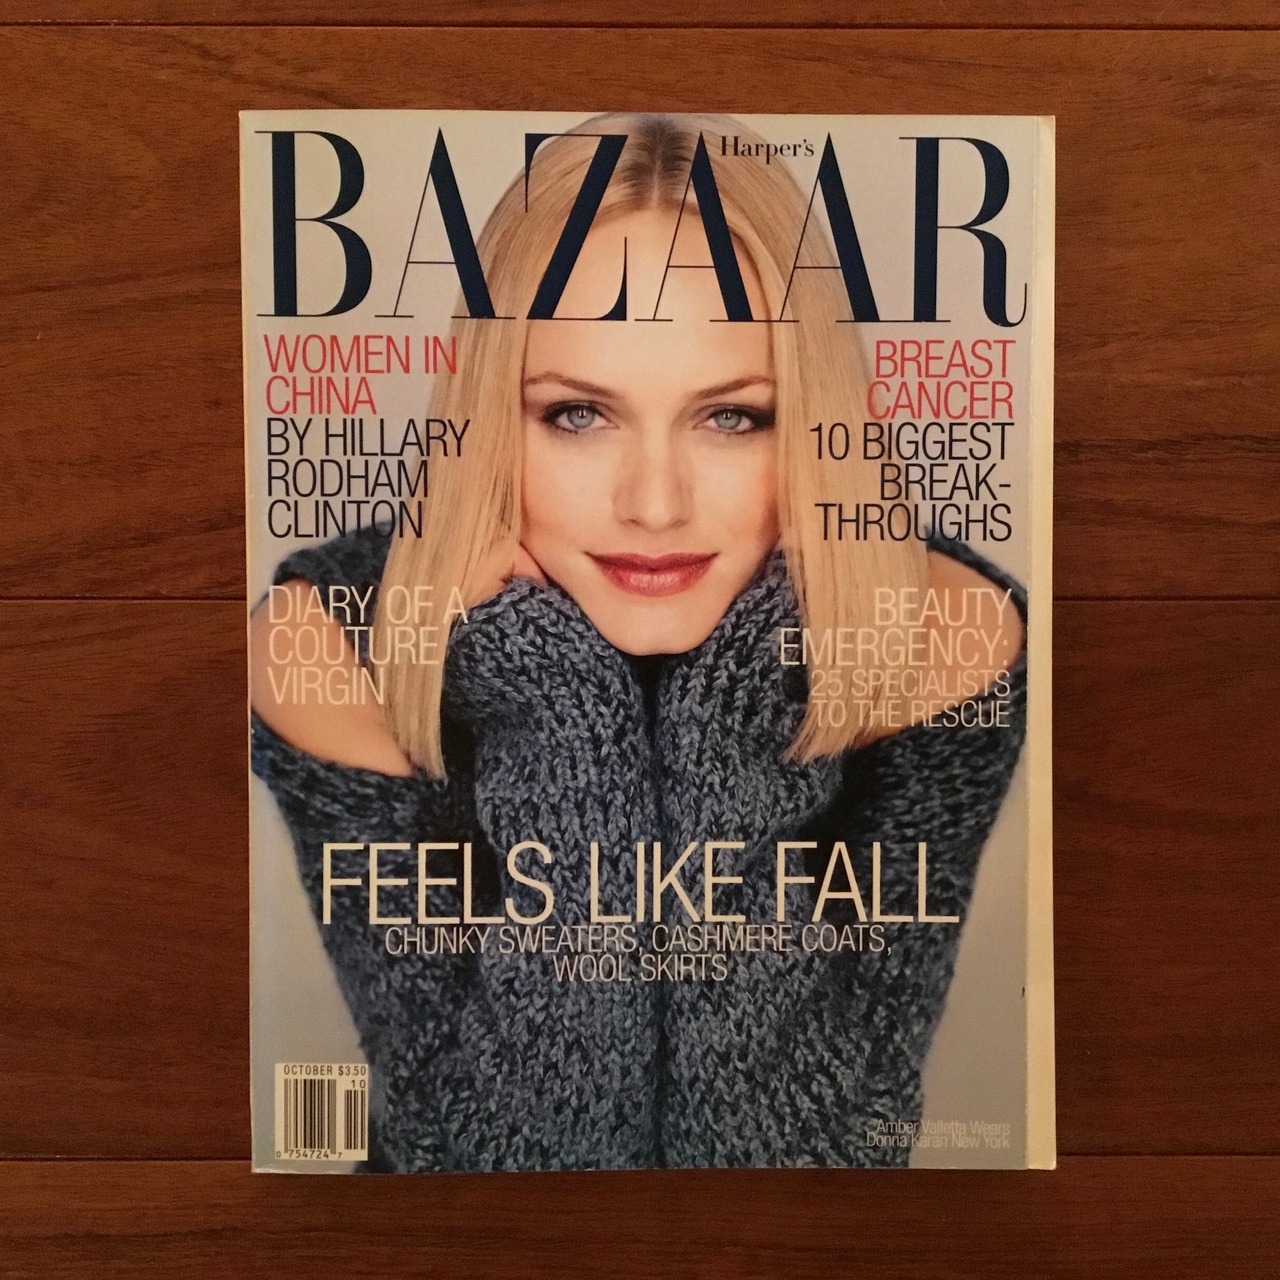 Harper's
BAZAAR
WOMEN IN
CHINA
BY HILLARY
RODHAM
CLINTON
DIARY OF A
COUTURE
VIRGIN
BREAST
CANCER
10 BIGGEST
BREAK-
THROUGHS
BEAUTY
EMERGENCY:
25 SPECIALISTS
TO THE RESCUE
FEELS LIKE FALL
CHUNKY SWEATERS, CASHMERE COATS,
WOOL SKIRTS
OCTOBER $3.50
10
0 754724 7
Amber Valletta Wears
Donna Karan New York